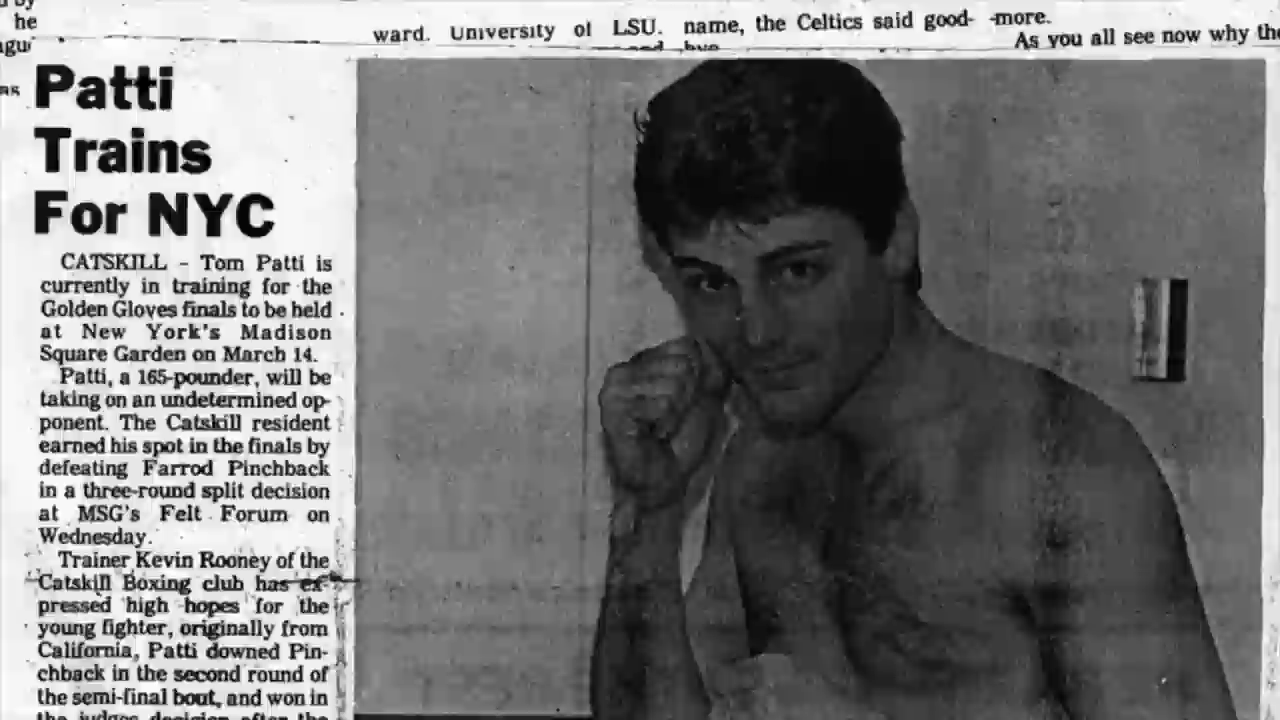 he
ward. University of LSU. name, the Celtics said good- -more.
As you all see now why the
Patti
Trains
For NYC
CATSKILL - Tom Patti is
currently in training for the
Golden Gloves finals to be held
at New York's Madison
Square Garden on March 14.
Patti, a 165-pounder, will be
taking on an undetermined op-
ponent. The Catskill resident
earned his spot in the finals by
defeating Farrod Pinchback
in a three-round split decision
at MSG's Felt Forum on
Wednesday.
Trainer Kevin Rooney of the
Catskill Boxing club has ex-
pressed high hopes for the
young fighter, originally from
California, Patti downed Pin-
chback in the second round of
the semi-final bout, and won in
the judges decision after the